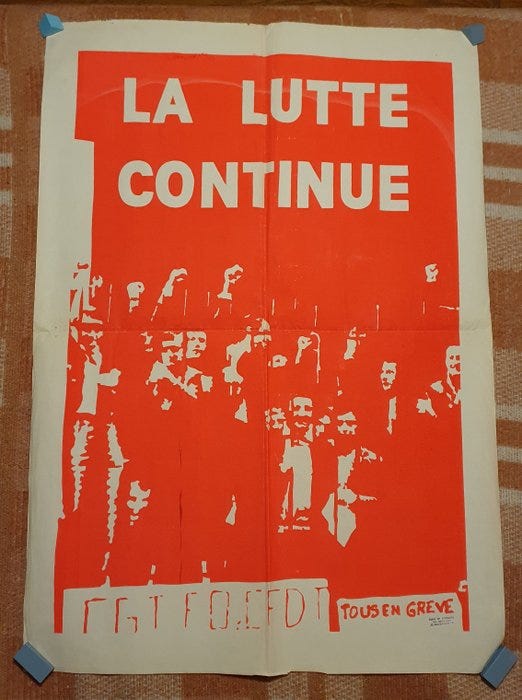 LA LUTTE
CONTINUE
CGT FO. CFDT
TOUS EN GREVE